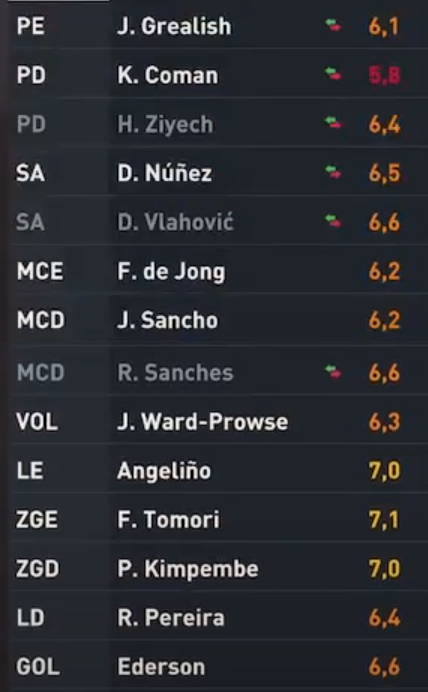 PE J. Grealish 6,1
PD K. Coman 5,8
PD H. Ziyech 6,4
SA D. Núñez 6,5
SA D. Vlahović 6,6
MCE F. de Jong 6,2
MCD J. Sancho 6,2
MCD R. Sanches 6,6
VOL J. Ward-Prowse 6,3
LE Angeliño 7,0
ZGE F. Tomori 7,1
ZGD P. Kimpembe 7,0
LD R. Pereira 6,4
GOL Ederson 6,6